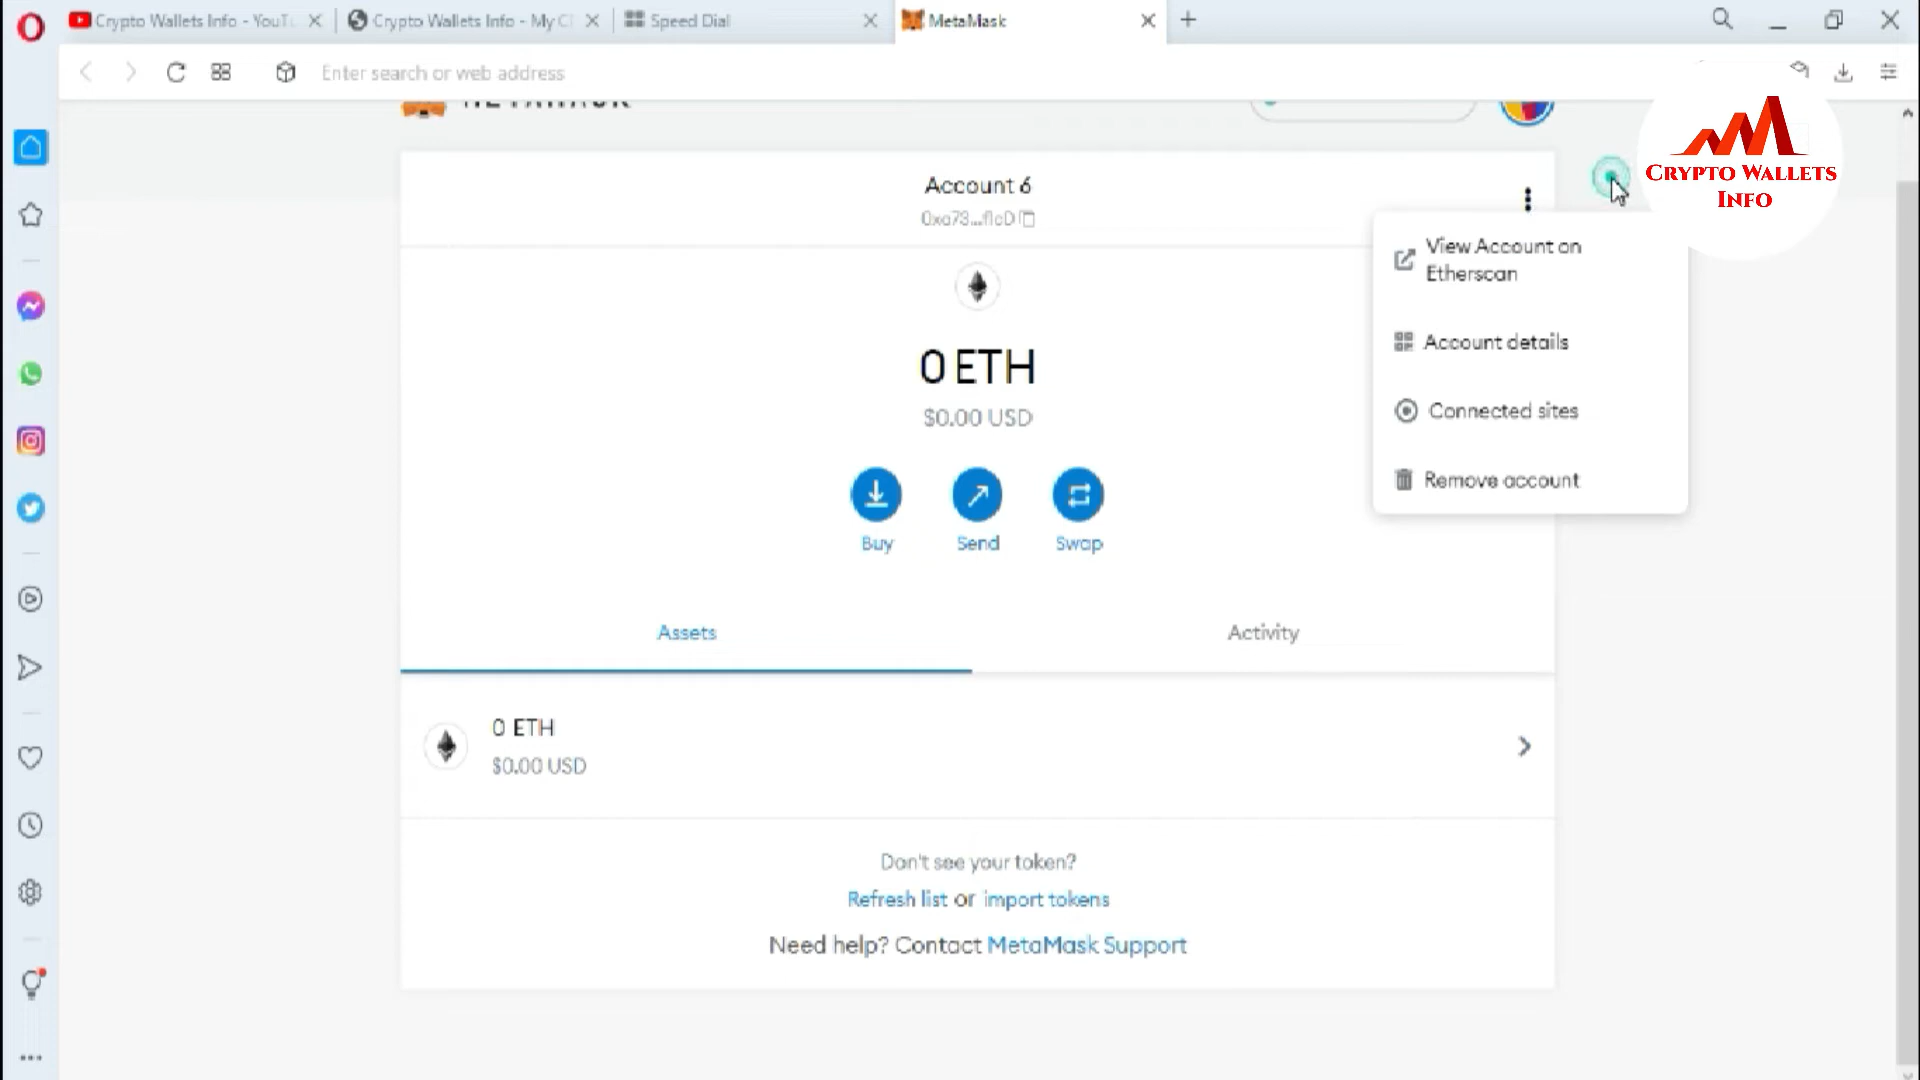 Crypto Wallets Info - YouTu
Crypto Wallets Info - My C
Speed Dial
MetaMask
Enter search or web address
METAMASK
CRYPTO WALLETS
INFO
Account 6
0xa73...f1cD
View Account on
Etherscan
Account details
Connected sites
Remove account
0 ETH
$0.00 USD
Buy
Send
Swap
Assets
Activity
0 ETH
$0.00 USD
Don't see your token?
Refresh list or import tokens
Need help? Contact MetaMask Support